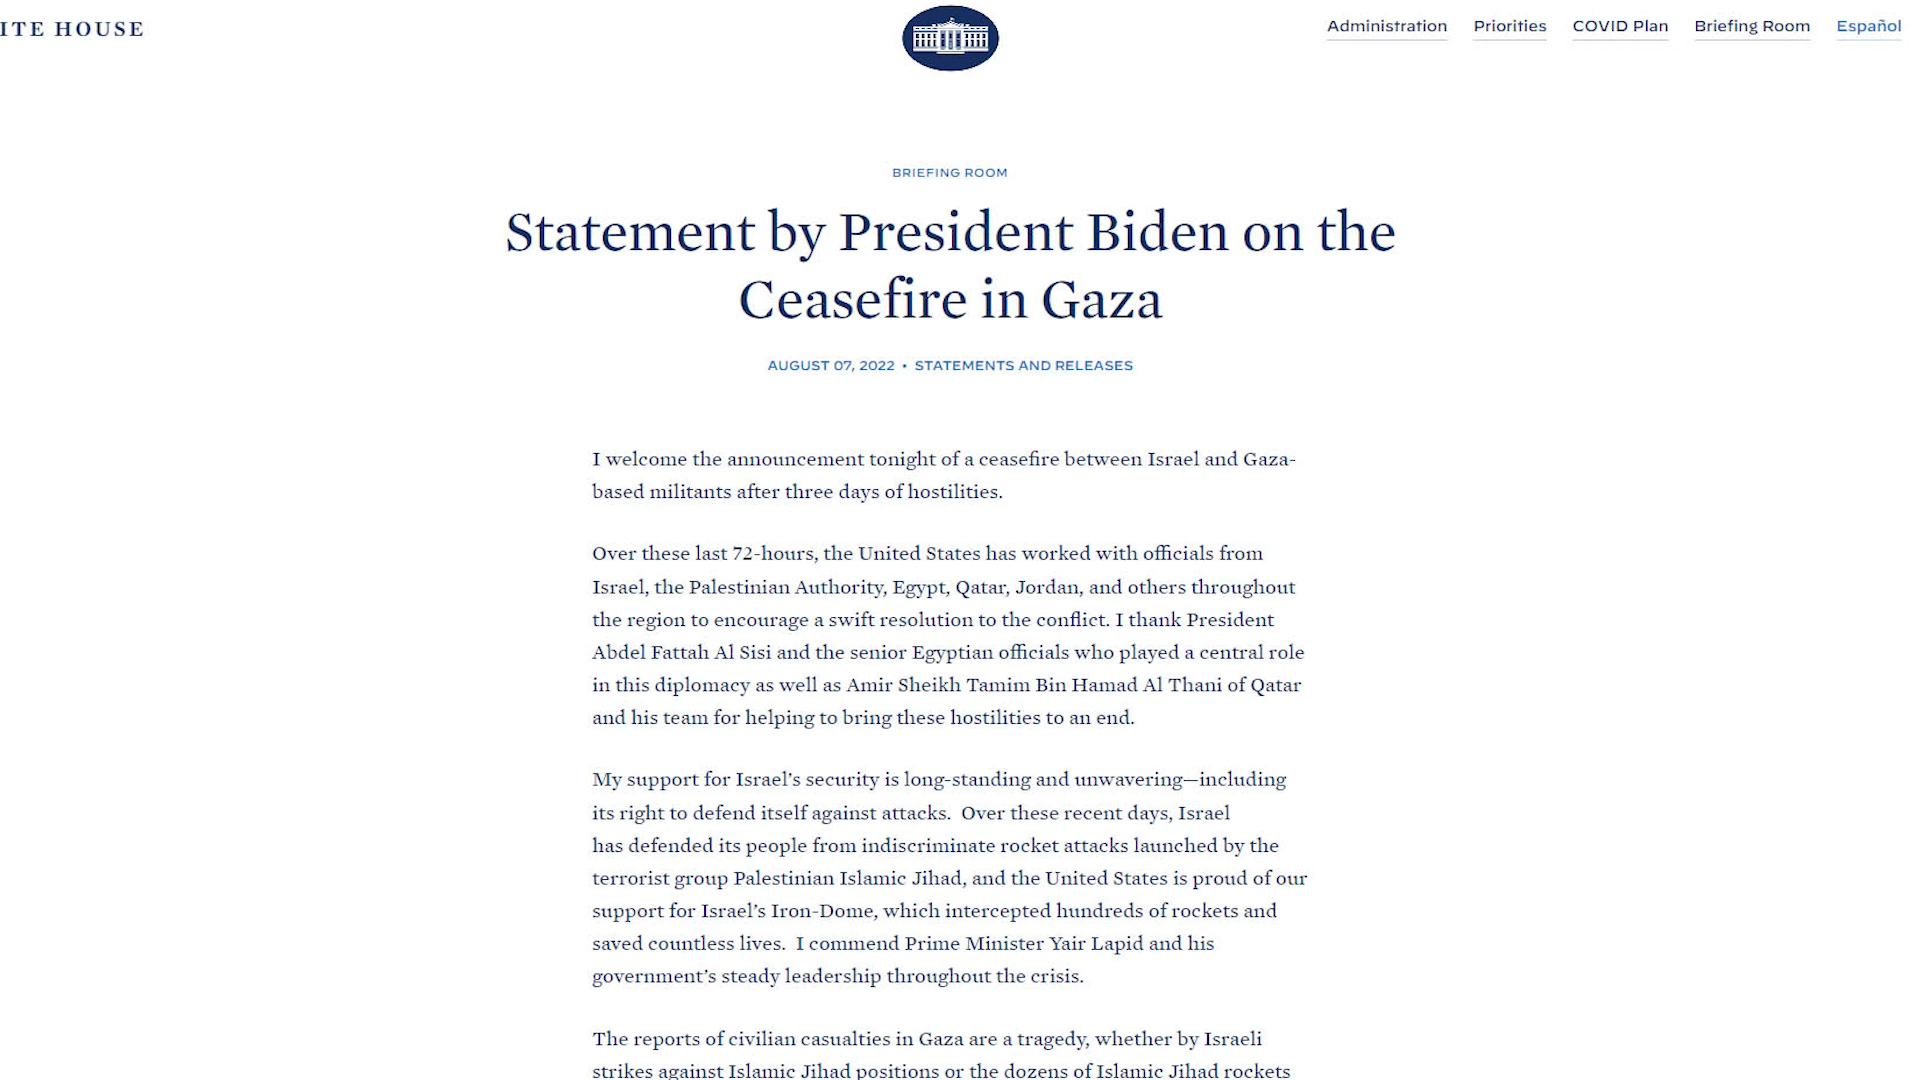 ITE HOUSE
Administration Priorities COVID Plan Briefing Room Español
BRIEFING ROOM
Statement by President Biden on the
Ceasefire in Gaza
AUGUST 07, 2022 • STATEMENTS AND RELEASES
I welcome the announcement tonight of a ceasefire between Israel and Gaza-
based militants after three days of hostilities.
Over these last 72-hours, the United States has worked with officials from
Israel, the Palestinian Authority, Egypt, Qatar, Jordan, and others throughout
the region to encourage a swift resolution to the conflict. I thank President
Abdel Fattah Al Sisi and the senior Egyptian officials who played a central role
in this diplomacy as well as Amir Sheikh Tamim Bin Hamad Al Thani of Qatar
and his team for helping to bring these hostilities to an end.
My support for Israel’s security is long-standing and unwavering—including
its right to defend itself against attacks.  Over these recent days, Israel
has defended its people from indiscriminate rocket attacks launched by the
terrorist group Palestinian Islamic Jihad, and the United States is proud of our
support for Israel’s Iron-Dome, which intercepted hundreds of rockets and
saved countless lives.  I commend Prime Minister Yair Lapid and his
government’s steady leadership throughout the crisis.
The reports of civilian casualties in Gaza are a tragedy, whether by Israeli
strikes against Islamic Jihad positions or the dozens of Islamic Jihad rockets